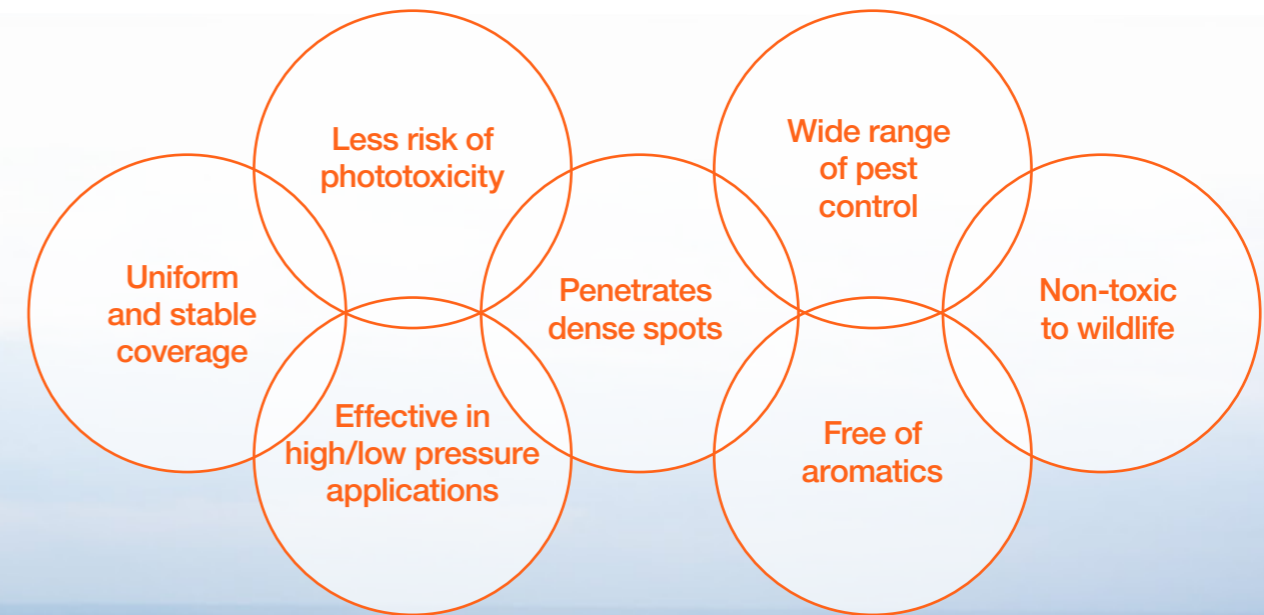 Less risk of
phototoxicity
Wide range
of pest
control
Uniform
and stable
coverage
Penetrates
dense spots
Non-toxic
to wildlife
Effective in
high/low pressure
applications
Free of
aromatics